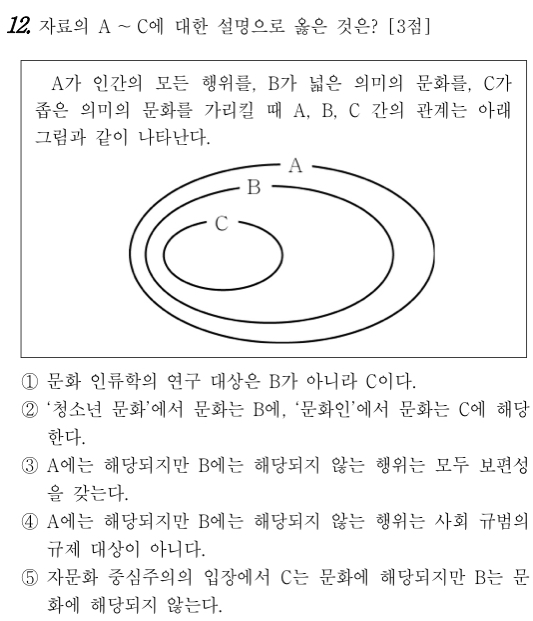 12. 자료의 A ~ C에 대한 설명으로 옳은 것은? [3점]
A가 인간의 모든 행위를, B가 넓은 의미의 문화를, C가
좁은 의미의 문화를 가리킬 때 A, B, C 간의 관계는 아래
그림과 같이 나타난다.
A
B
C
① 문화 인류학의 연구 대상은 B가 아니라 C이다.
② ‘청소년 문화’에서 문화는 B에, ‘문화인’에서 문화는 C에 해당
한다.
③ A에는 해당되지만 B에는 해당되지 않는 행위는 모두 보편성
을 갖는다.
④ A에는 해당되지만 B에는 해당되지 않는 행위는 사회 규범의
규제 대상이 아니다.
⑤ 자문화 중심주의의 입장에서 C는 문화에 해당되지만 B는 문
화에 해당되지 않는다.